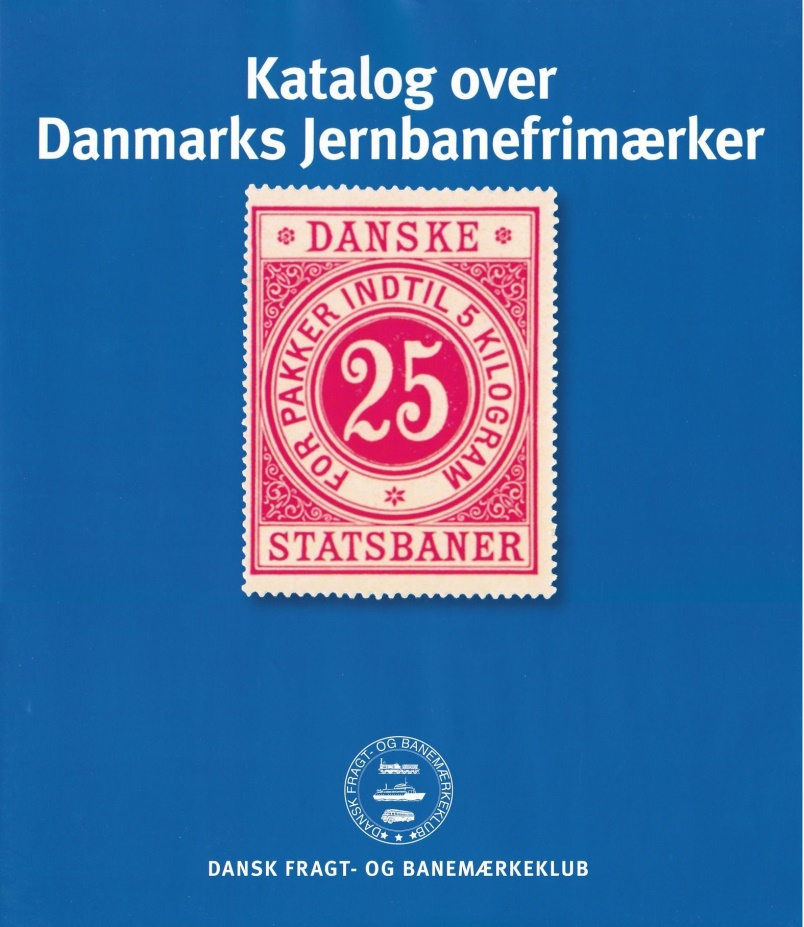 Katalog over
Danmarks Jernbanefrimærker
DANSKE
FOR PAKKER INDTIL 5 KILOGRAM
25
STATSBANER
DANSK FRAGT- OG BANEMÆRKEKLUB
DANSK FRAGT- OG BANEMÆRKEKLUB